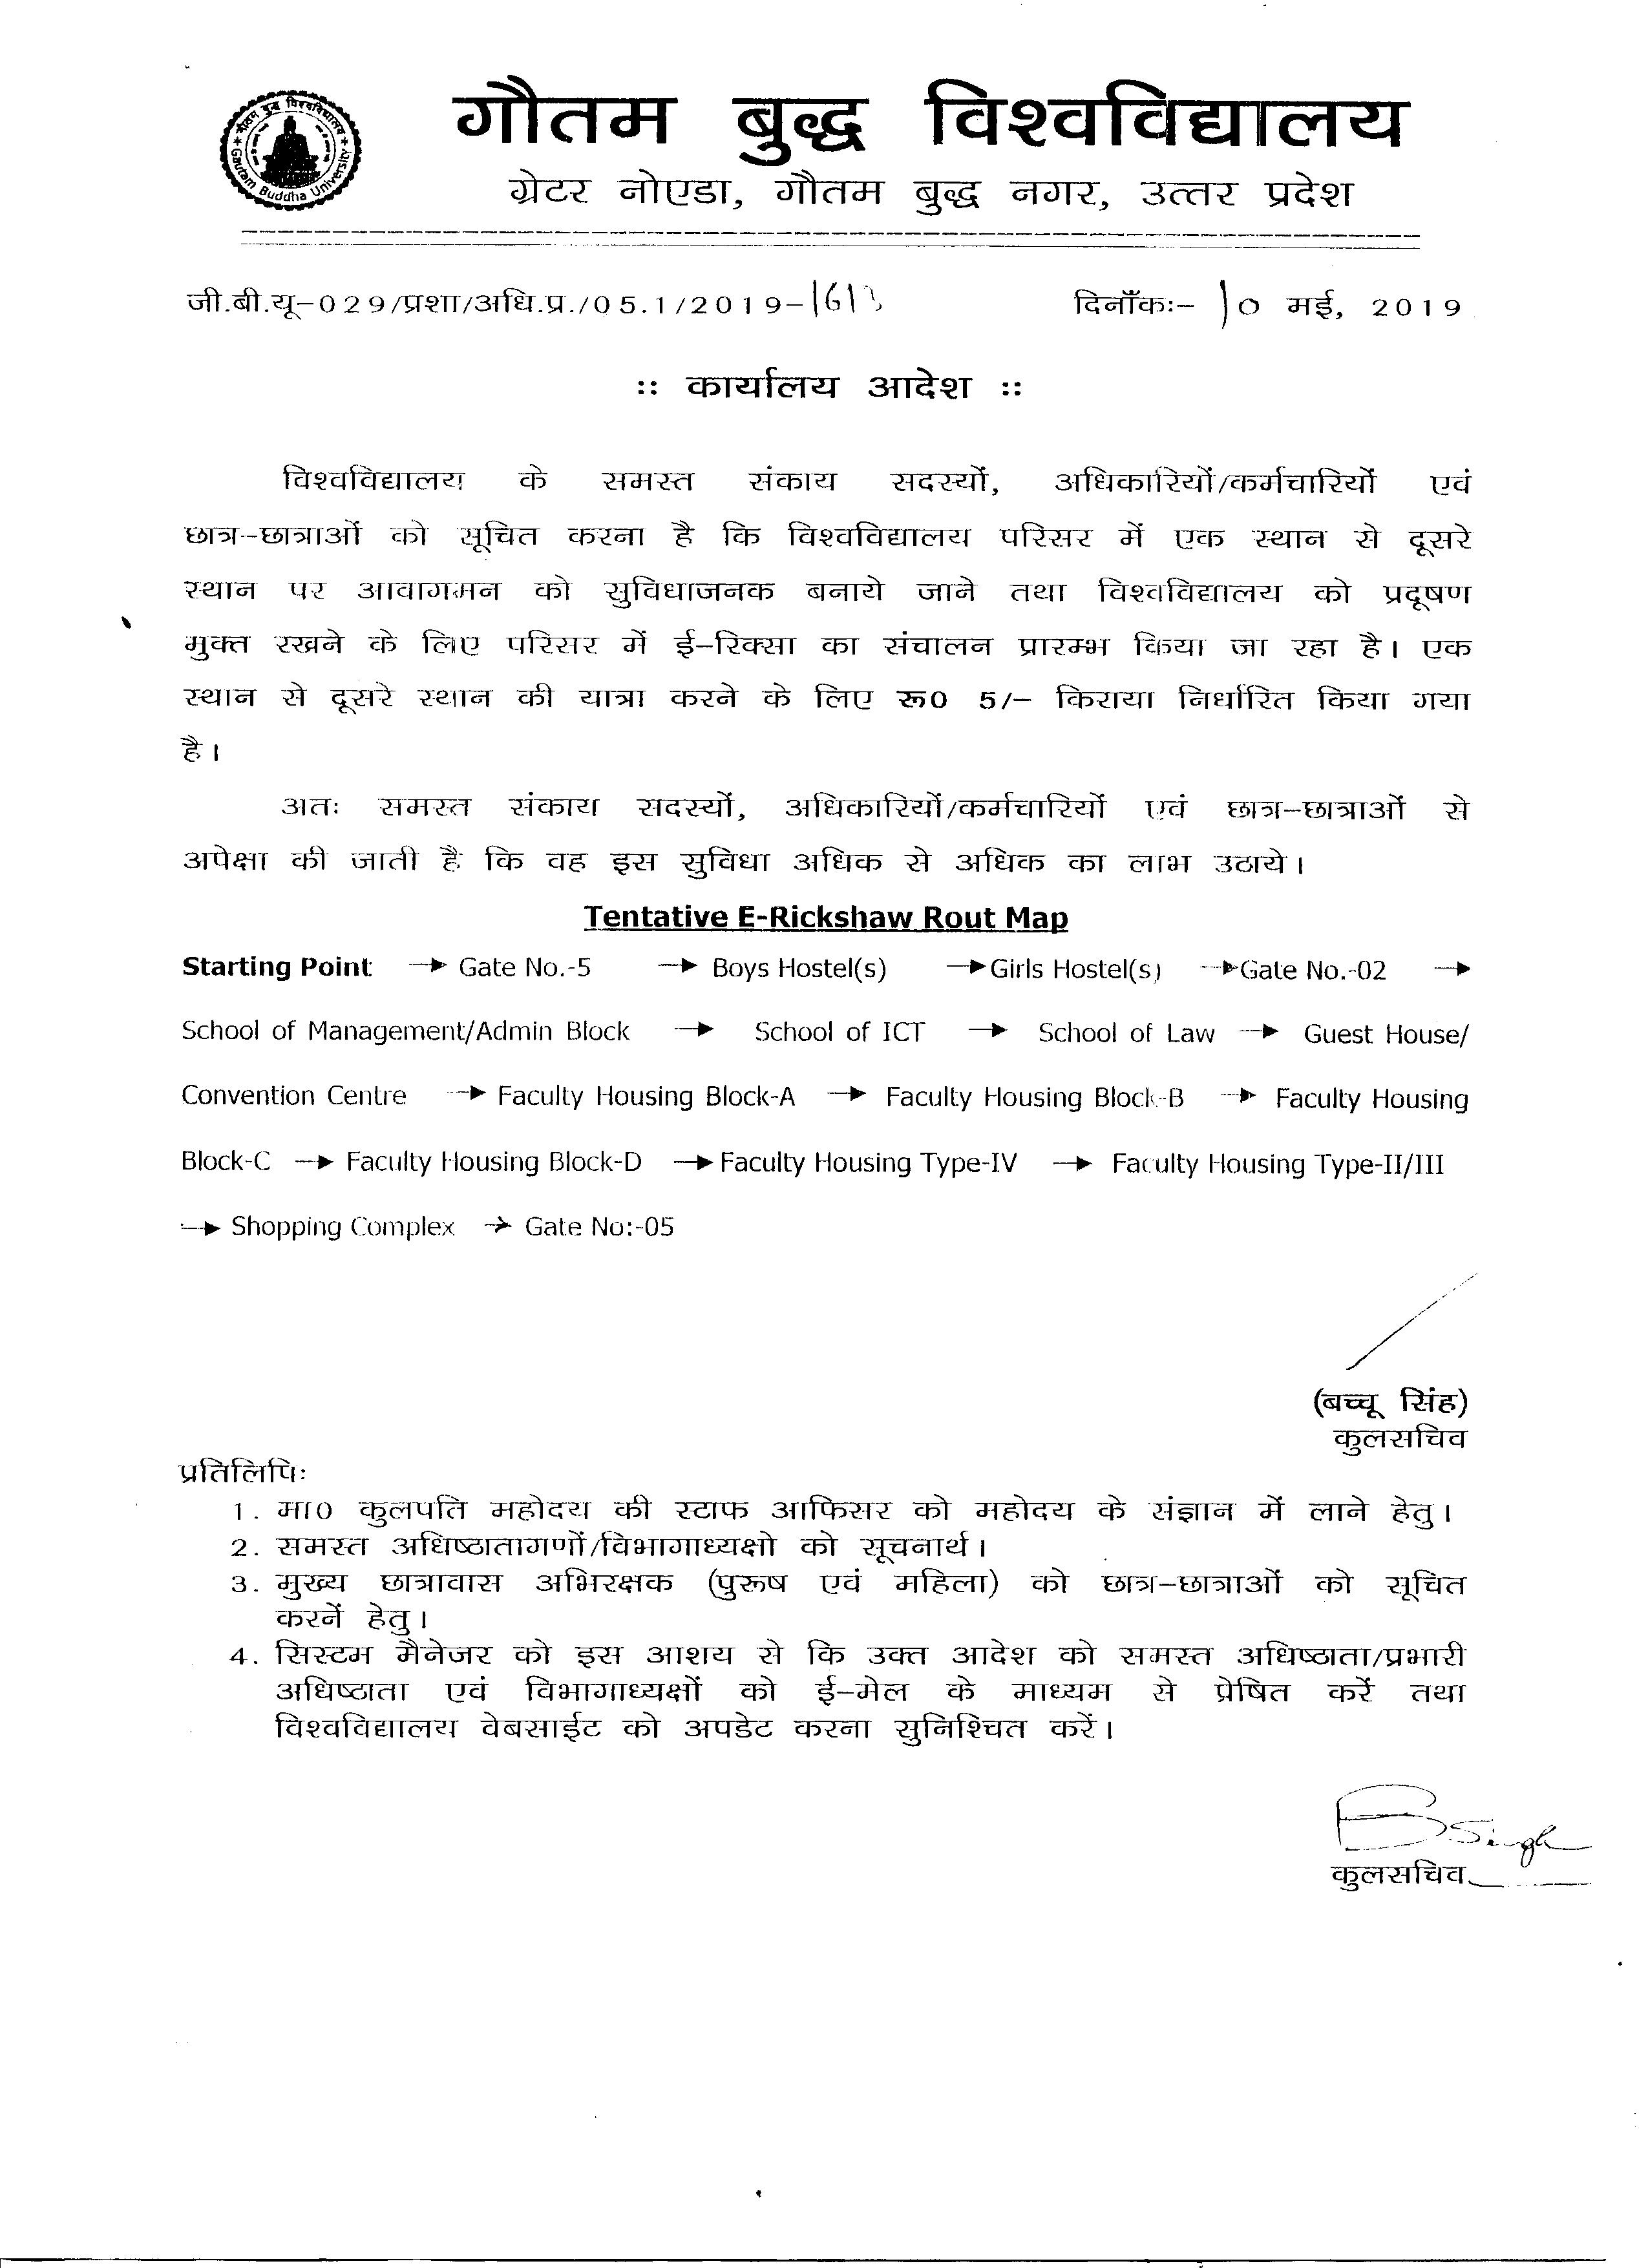 गौतम बुद्ध विश्वविद्यालय
गौतम बुद्ध विश्वविद्यालय
Gautam Buddha University
ग्रेटर नोएडा, गौतम बुद्ध नगर, उत्तर प्रदेश
जी.बी.यू–029/प्रशा/अधि.प्र./05.1/2019– दिनाँकः– 10 मई, 2019
:: कार्यालय आदेश ::
विश्वविद्यालय के समस्त संकाय सदस्यों, अधिकारियों/कर्मचारियों एवं
छात्र–छात्राओं को सूचित करना है कि विश्वविद्यालय परिसर में एक स्थान से दूसरे
स्थान पर आवागमन को सुविधाजनक बनाये जाने तथा विश्वविद्यालय को प्रदूषण
मुक्त रखने के लिए परिसर में ई–रिक्सा का संचालन प्रारम्भ किया जा रहा है। एक
स्थान से दूसरे स्थान की यात्रा करने के लिए रू0 5/– किराया निर्धारित किया गया
है।
अतः समस्त संकाय सदस्यों, अधिकारियों/कर्मचारियों एवं छात्र–छात्राओं से
अपेक्षा की जाती है कि वह इस सुविधा अधिक से अधिक का लाभ उठाये।
Tentative E-Rickshaw Rout Map
Starting Point: → Gate No.-5 → Boys Hostel(s) → Girls Hostel(s) → Gate No.-02 →
School of Management/Admin Block → School of ICT → School of Law → Guest House/
Convention Centre → Faculty Housing Block-A → Faculty Housing Block-B → Faculty Housing
Block-C → Faculty Housing Block-D → Faculty Housing Type-IV → Faculty Housing Type-II/III
→ Shopping Complex → Gate No:-05
(बच्चू सिंह)
कुलसचिव
प्रतिलिपिः
1. मा0 कुलपति महोदय की स्टाफ आफिसर को महोदय के संज्ञान में लाने हेतु।
2. समस्त अधिष्ठातागणों/विभागाध्यक्षो को सूचनार्थ।
3. मुख्य छात्रावास अभिरक्षक (पुरूष एवं महिला) को छात्र–छात्राओं को सूचित
करनें हेतु।
4. सिस्टम मैनेजर को इस आशय से कि उक्त आदेश को समस्त अधिष्ठाता/प्रभारी
अधिष्ठाता एवं विभागाध्यक्षों को ई–मेल के माध्यम से प्रेषित करें तथा
विश्वविद्यालय वेबसाईट को अपडेट करना सुनिश्चित करें।
B Singh
कुलसचिव